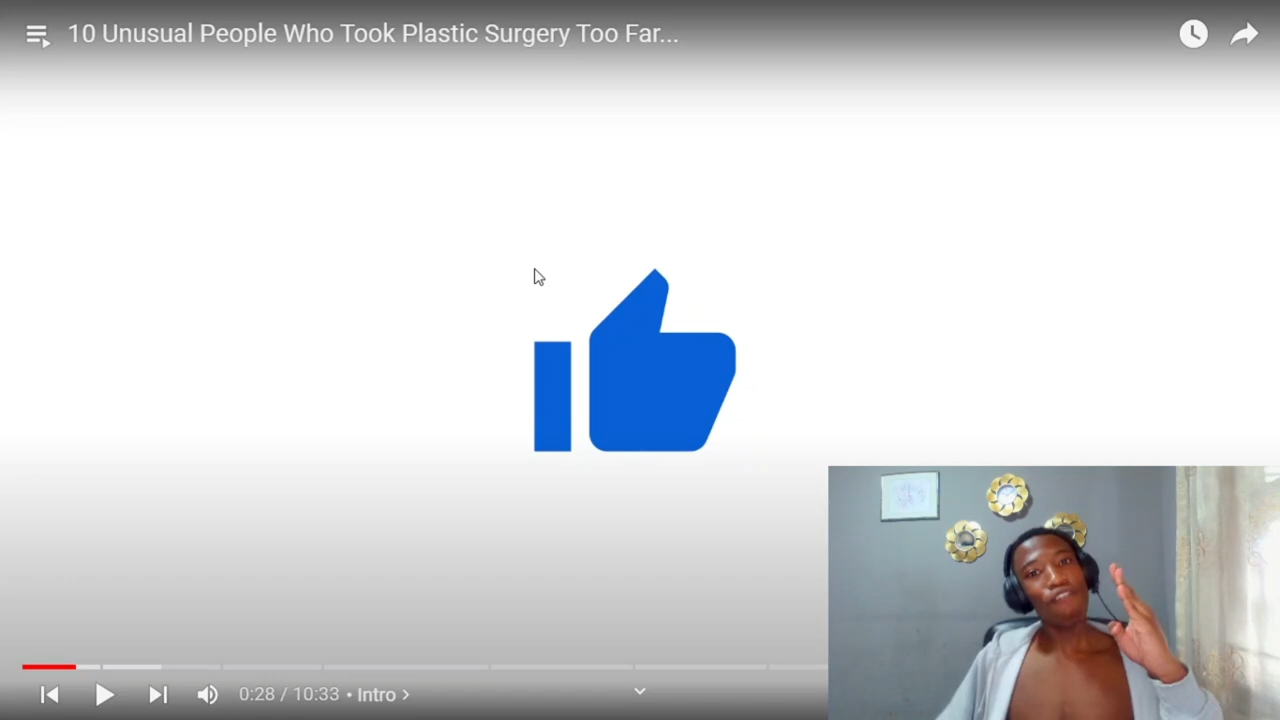 10 Unusual People Who Took Plastic Surgery Too Far...
0:28 / 10:33 • Intro >